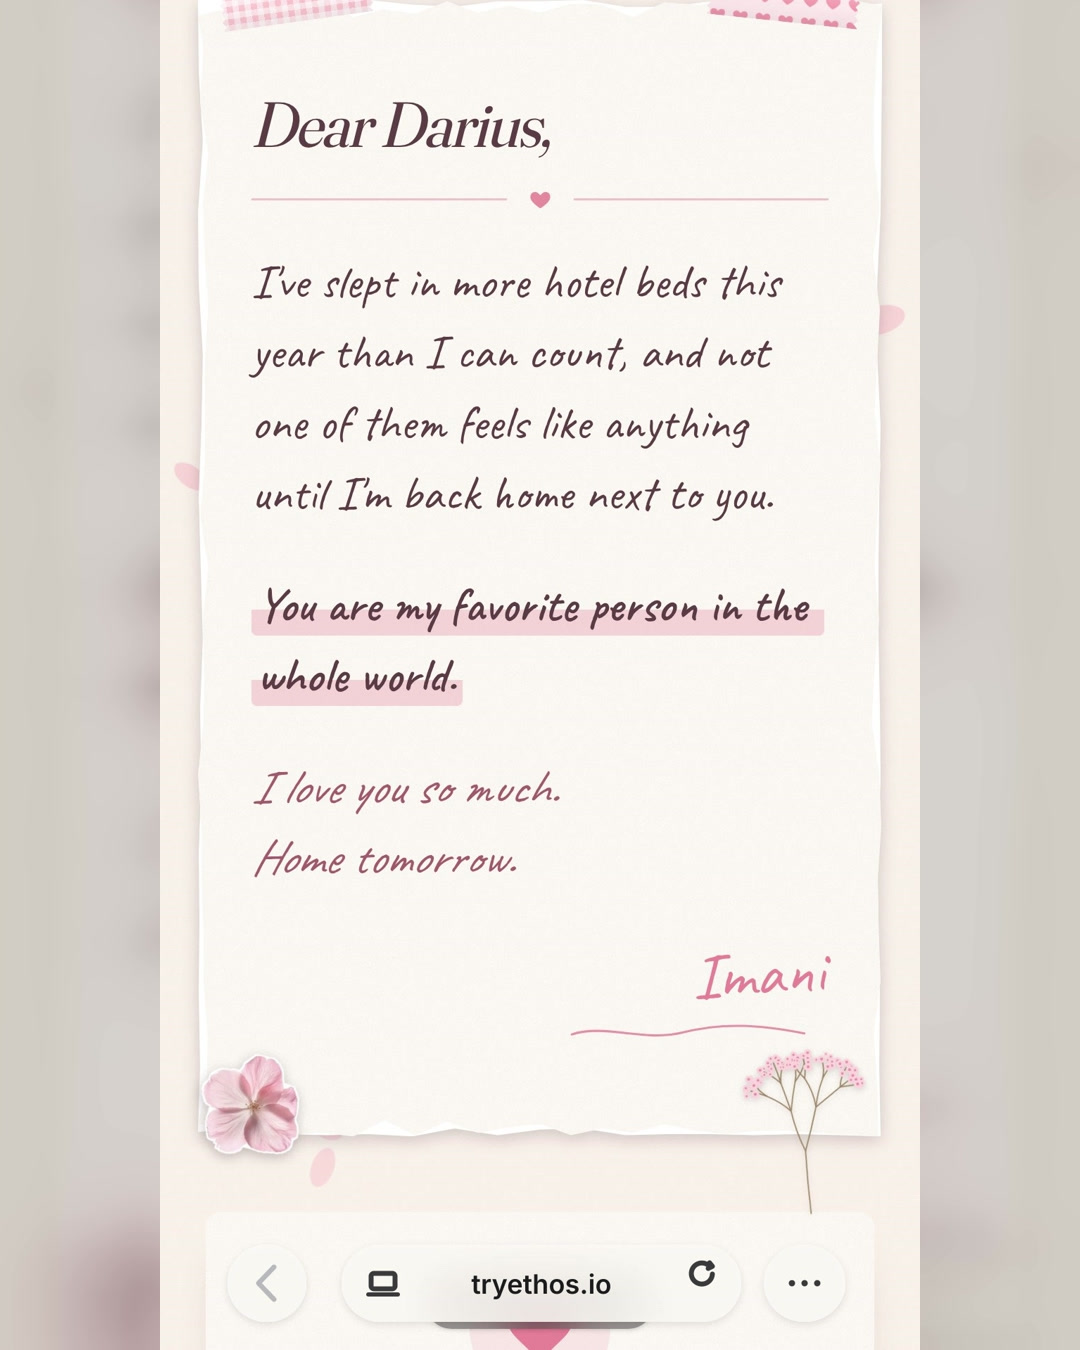 Dear Darius,
I've slept in more hotel beds this
year than I can count, and not
one of them feels like anything
until I'm back home next to you.
You are my favorite person in the
whole world.
I love you so much.
Home tomorrow.
Imani
tryethos.io